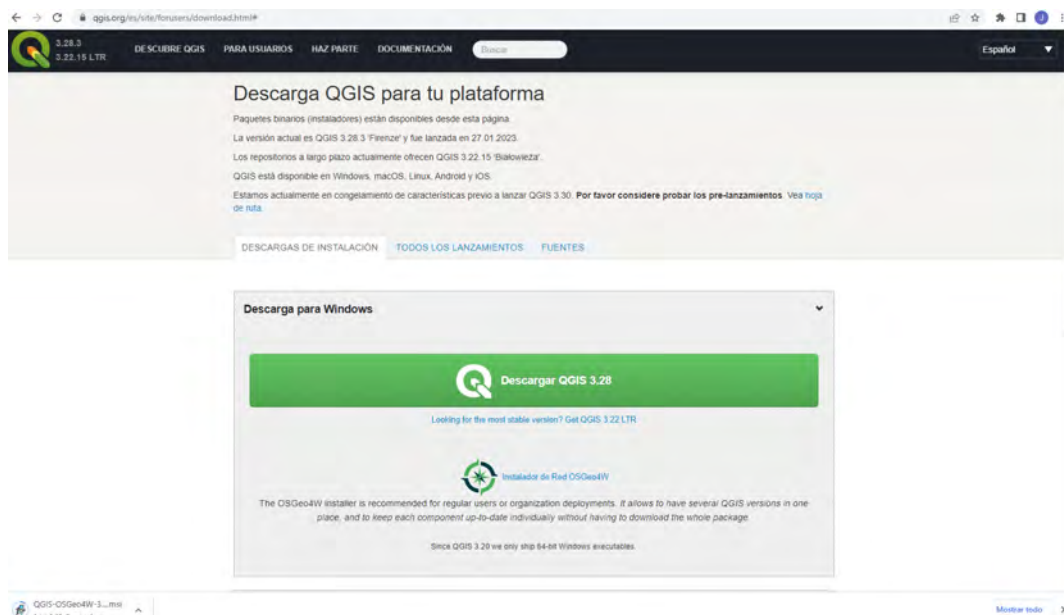 qgis.org/es/site/forusers/download.html#
3.28.3
3.22.15 LTR
DESCUBRE QGIS
PARA USUARIOS
HAZ PARTE
DOCUMENTACIÓN
Buscar
Español
Descarga QGIS para tu plataforma
Paquetes binarios (instaladores) están disponibles desde esta página.
La versión actual es QGIS 3.28.3 'Firenze' y fue lanzada en 27.01.2023.
Los repositorios a largo plazo actualmente ofrecen QGIS 3.22.15 'Białowieża'.
QGIS está disponible en Windows, macOS, Linux, Android y iOS.
Estamos actualmente en congelamiento de características previo a lanzar QGIS 3.30. Por favor considere probar los pre-lanzamientos. Vea hoja
de ruta.
DESCARGAS DE INSTALACIÓN
TODOS LOS LANZAMIENTOS
FUENTES
Descarga para Windows
Descargar QGIS 3.28
Looking for the most stable version? Get QGIS 3.22 LTR
Instalador de Red OSGeo4W
The OSGeo4W installer is recommended for regular users or organization deployments. It allows to have several QGIS versions in one
place, and to keep each component up-to-date individually without having to download the whole package.
Since QGIS 3.20 we only ship 64-bit Windows executables.
QGIS-OSGeo4W-3....msi
Mostrar todo